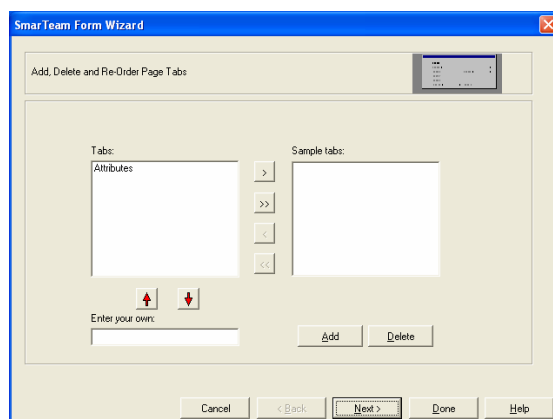 SmarTeam Form Wizard
Add, Delete and Re-Order Page Tabs
Tabs:
Sample tabs:
Attributes
>
>>
<
<<
Enter your own:
Add
Delete
Cancel
< Back
Next >
Done
Help